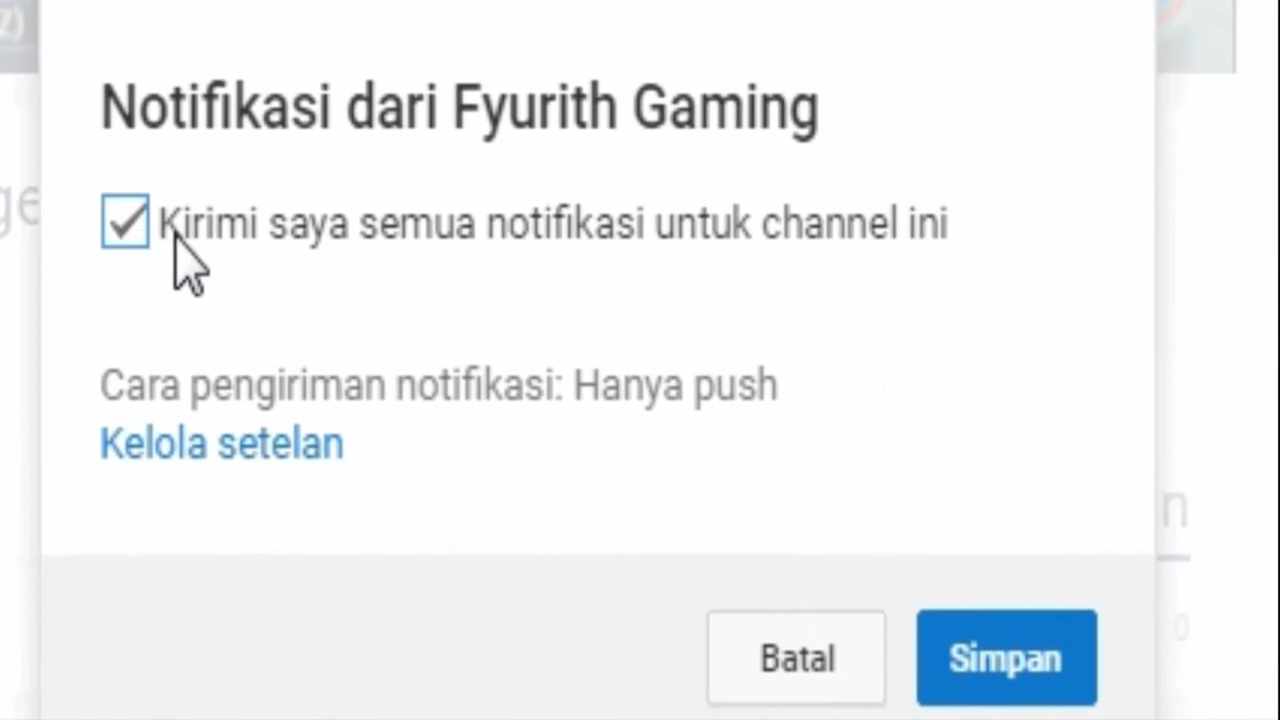 Notifikasi dari Fyurith Gaming
Kirimi saya semua notifikasi untuk channel ini
Cara pengiriman notifikasi: Hanya push
Kelola setelan
Batal
Simpan